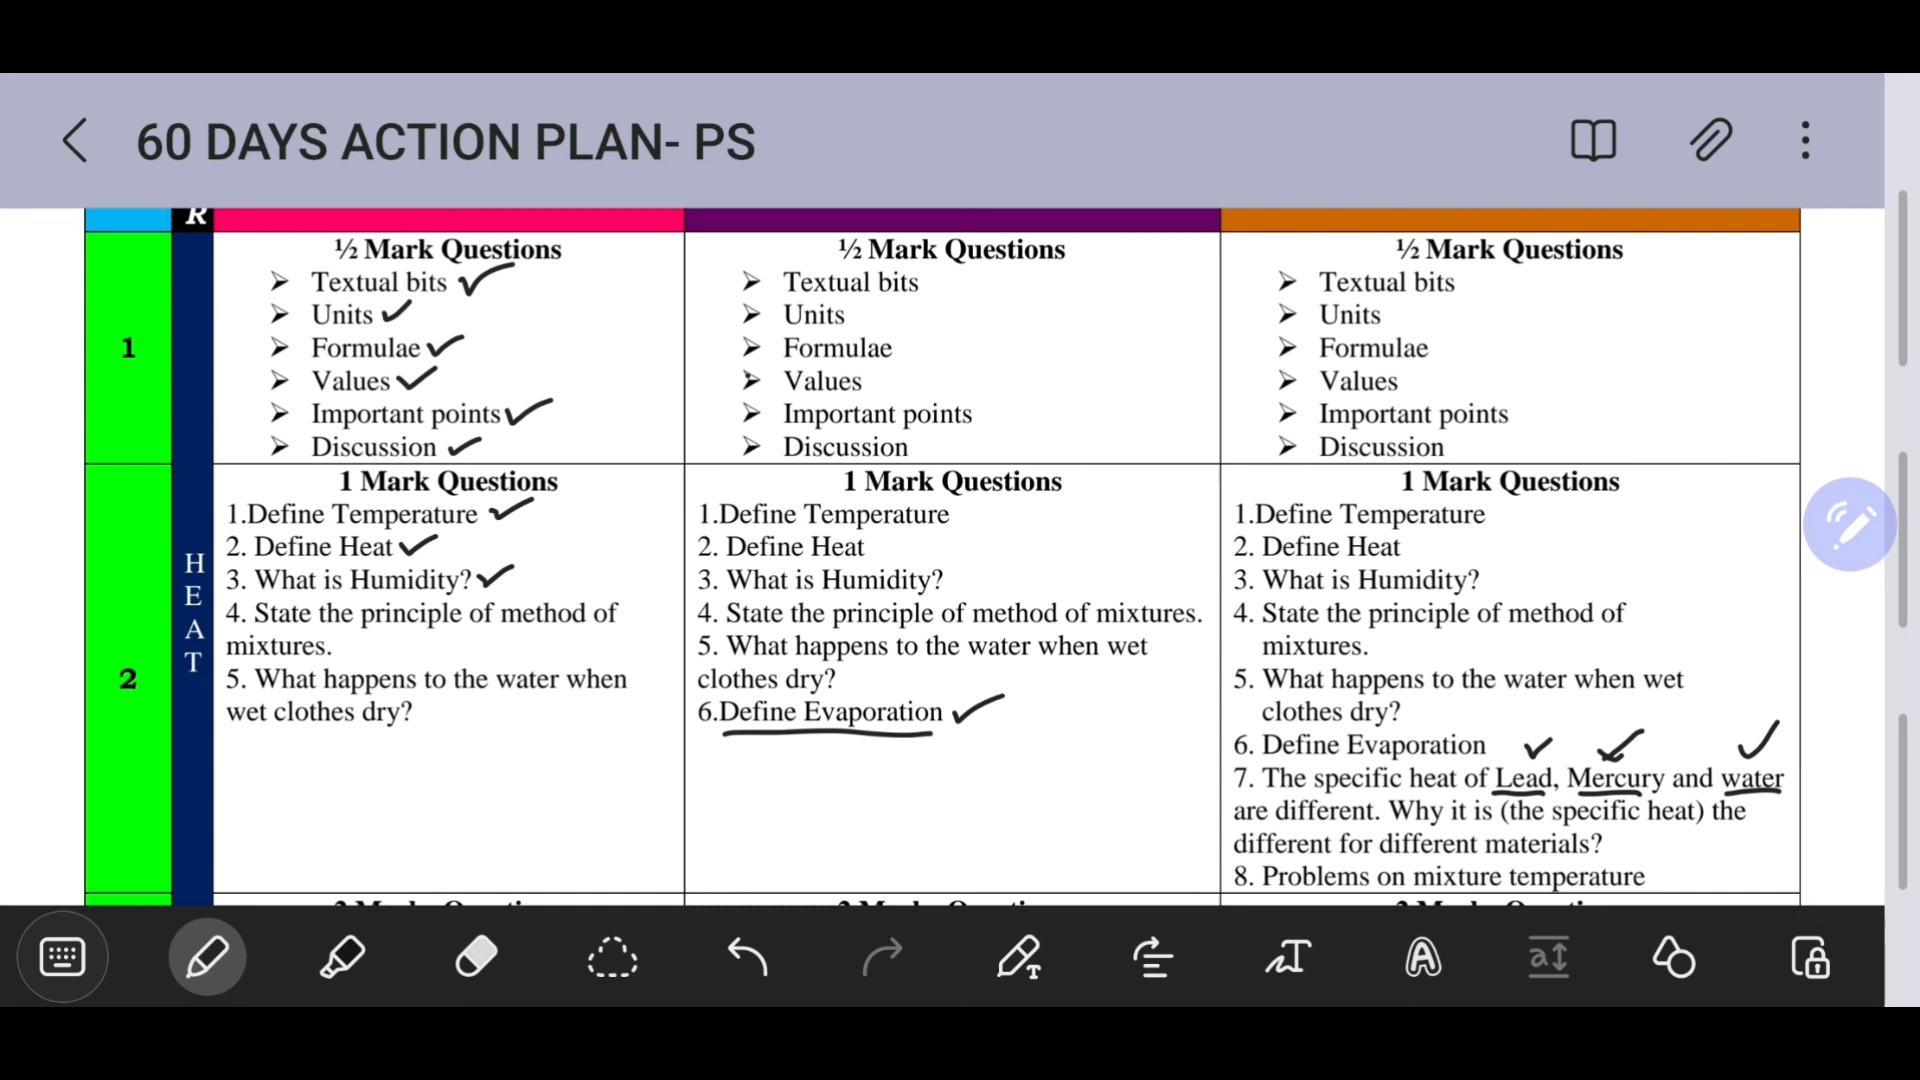 60 DAYS ACTION PLAN- PS
R
½ Mark Questions
➢ Textual bits
➢ Units
➢ Formulae
➢ Values
➢ Important points
➢ Discussion
½ Mark Questions
➢ Textual bits
➢ Units
➢ Formulae
➢ Values
➢ Important points
➢ Discussion
½ Mark Questions
➢ Textual bits
➢ Units
➢ Formulae
➢ Values
➢ Important points
➢ Discussion
1
HEAT
2
1 Mark Questions
1.Define Temperature
2. Define Heat
3. What is Humidity?
4. State the principle of method of
mixtures.
5. What happens to the water when
wet clothes dry?
1 Mark Questions
1.Define Temperature
2. Define Heat
3. What is Humidity?
4. State the principle of method of mixtures.
5. What happens to the water when wet
clothes dry?
6.Define Evaporation
1 Mark Questions
1.Define Temperature
2. Define Heat
3. What is Humidity?
4. State the principle of method of
mixtures.
5. What happens to the water when wet
clothes dry?
6. Define Evaporation
7. The specific heat of Lead, Mercury and water
are different. Why it is (the specific heat) the
different for different materials?
8. Problems on mixture temperature